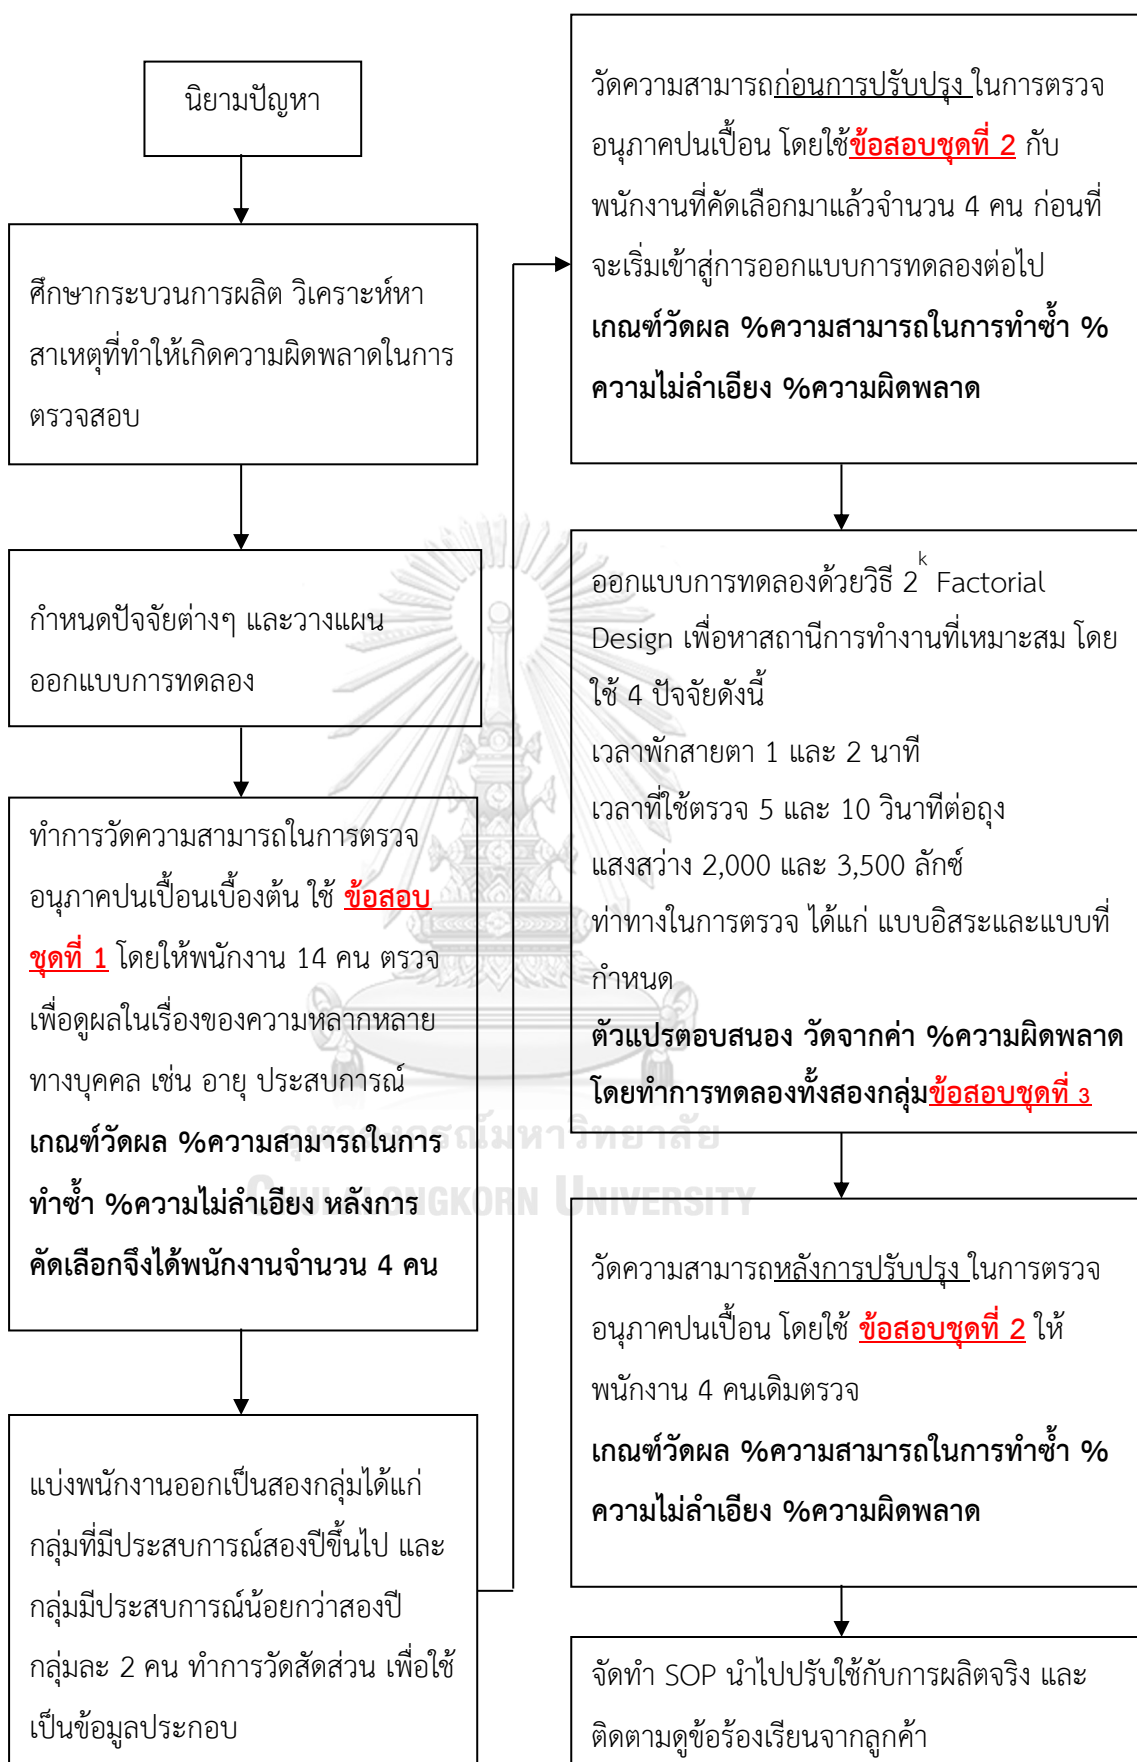 นิยามปัญหา
ศึกษากระบวนการผลิต วิเคราะห์หา
สาเหตุที่ทำให้เกิดความผิดพลาดในการ
ตรวจสอบ
กำหนดปัจจัยต่างๆ และวางแผน
ออกแบบการทดลอง
ทำการวัดความสามารถในการตรวจ
อนุภาคปนเปื้อนเบื้องต้น ใช้ ข้อสอบ
ชุดที่ 1 โดยให้พนักงาน 14 คน ตรวจ
เพื่อดูผลในเรื่องของความหลากหลาย
ทางบุคคล เช่น อายุ ประสบการณ์
เกณฑ์วัดผล %ความสามารถในการ
ทำซ้ำ %ความไม่ลำเอียง หลังการ
คัดเลือกจึงได้พนักงานจำนวน 4 คน
แบ่งพนักงานออกเป็นสองกลุ่มได้แก่
กลุ่มที่มีประสบการณ์สองปีขึ้นไป และ
กลุ่มมีประสบการณ์น้อยกว่าสองปี
กลุ่มละ 2 คน ทำการวัดสัดส่วน เพื่อใช้
เป็นข้อมูลประกอบ
วัดความสามารถก่อนการปรับปรุง ในการตรวจ
อนุภาคปนเปื้อน โดยใช้ข้อสอบชุดที่ 2 กับ
พนักงานที่คัดเลือกมาแล้วจำนวน 4 คน ก่อนที่
จะเริ่มเข้าสู่การออกแบบการทดลองต่อไป
เกณฑ์วัดผล %ความสามารถในการทำซ้ำ %
ความไม่ลำเอียง %ความผิดพลาด
ออกแบบการทดลองด้วยวิธี 2^k Factorial
Design เพื่อหาสถานีการทำงานที่เหมาะสม โดย
ใช้ 4 ปัจจัยดังนี้
เวลาพักสายตา 1 และ 2 นาที
เวลาที่ใช้ตรวจ 5 และ 10 วินาทีต่อถุง
แสงสว่าง 2,000 และ 3,500 ลักซ์
ท่าทางในการตรวจ ได้แก่ แบบอิสระและแบบที่
กำหนด
ตัวแปรตอบสนอง วัดจากค่า %ความผิดพลาด
โดยทำการทดลองทั้งสองกลุ่มข้อสอบชุดที่ 3
วัดความสามารถหลังการปรับปรุง ในการตรวจ
อนุภาคปนเปื้อน โดยใช้ ข้อสอบชุดที่ 2 ให้
พนักงาน 4 คนเดิมตรวจ
เกณฑ์วัดผล %ความสามารถในการทำซ้ำ %
ความไม่ลำเอียง %ความผิดพลาด
จัดทำ SOP นำไปปรับใช้กับการผลิตจริง และ
ติดตามดูข้อร้องเรียนจากลูกค้า
จุฬาลงกรณ์มหาวิทยาลัย
CHULALONGKORN UNIVERSITY